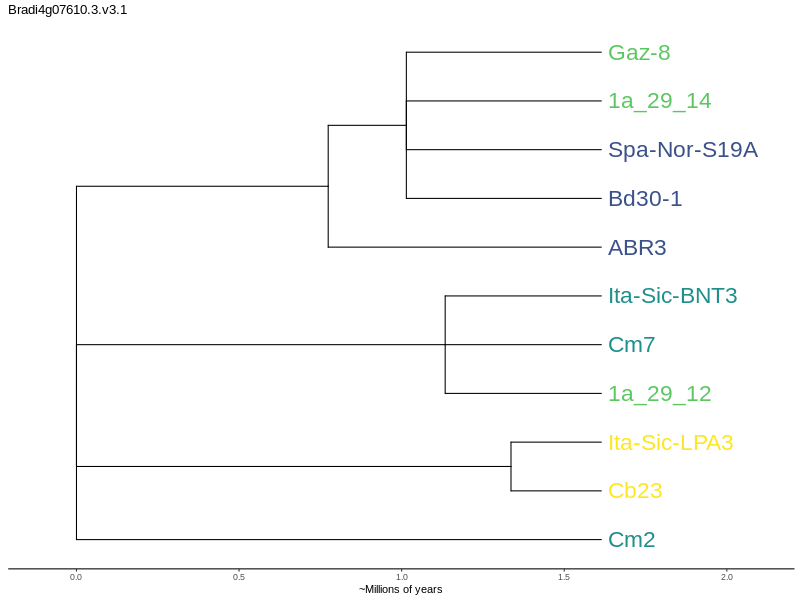 Bradi4g07610.3.v3.1
Gaz-8
1a_29_14
Spa-Nor-S19A
Bd30-1
ABR3
Ita-Sic-BNT3
Cm7
1a_29_12
Ita-Sic-LPA3
Cb23
Cm2
0.0 0.5 1.0 1.5 2.0
~Millions of years